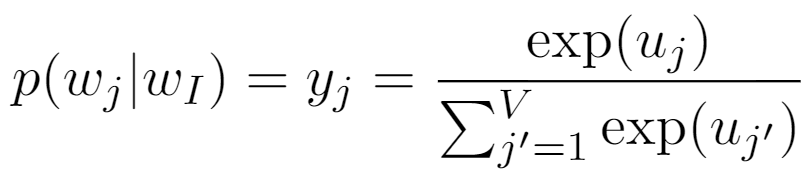 p(w_j|w_I) = y_j = \frac{\exp(u_j)}{\sum_{j'=1}^{V} \exp(u_{j'})}